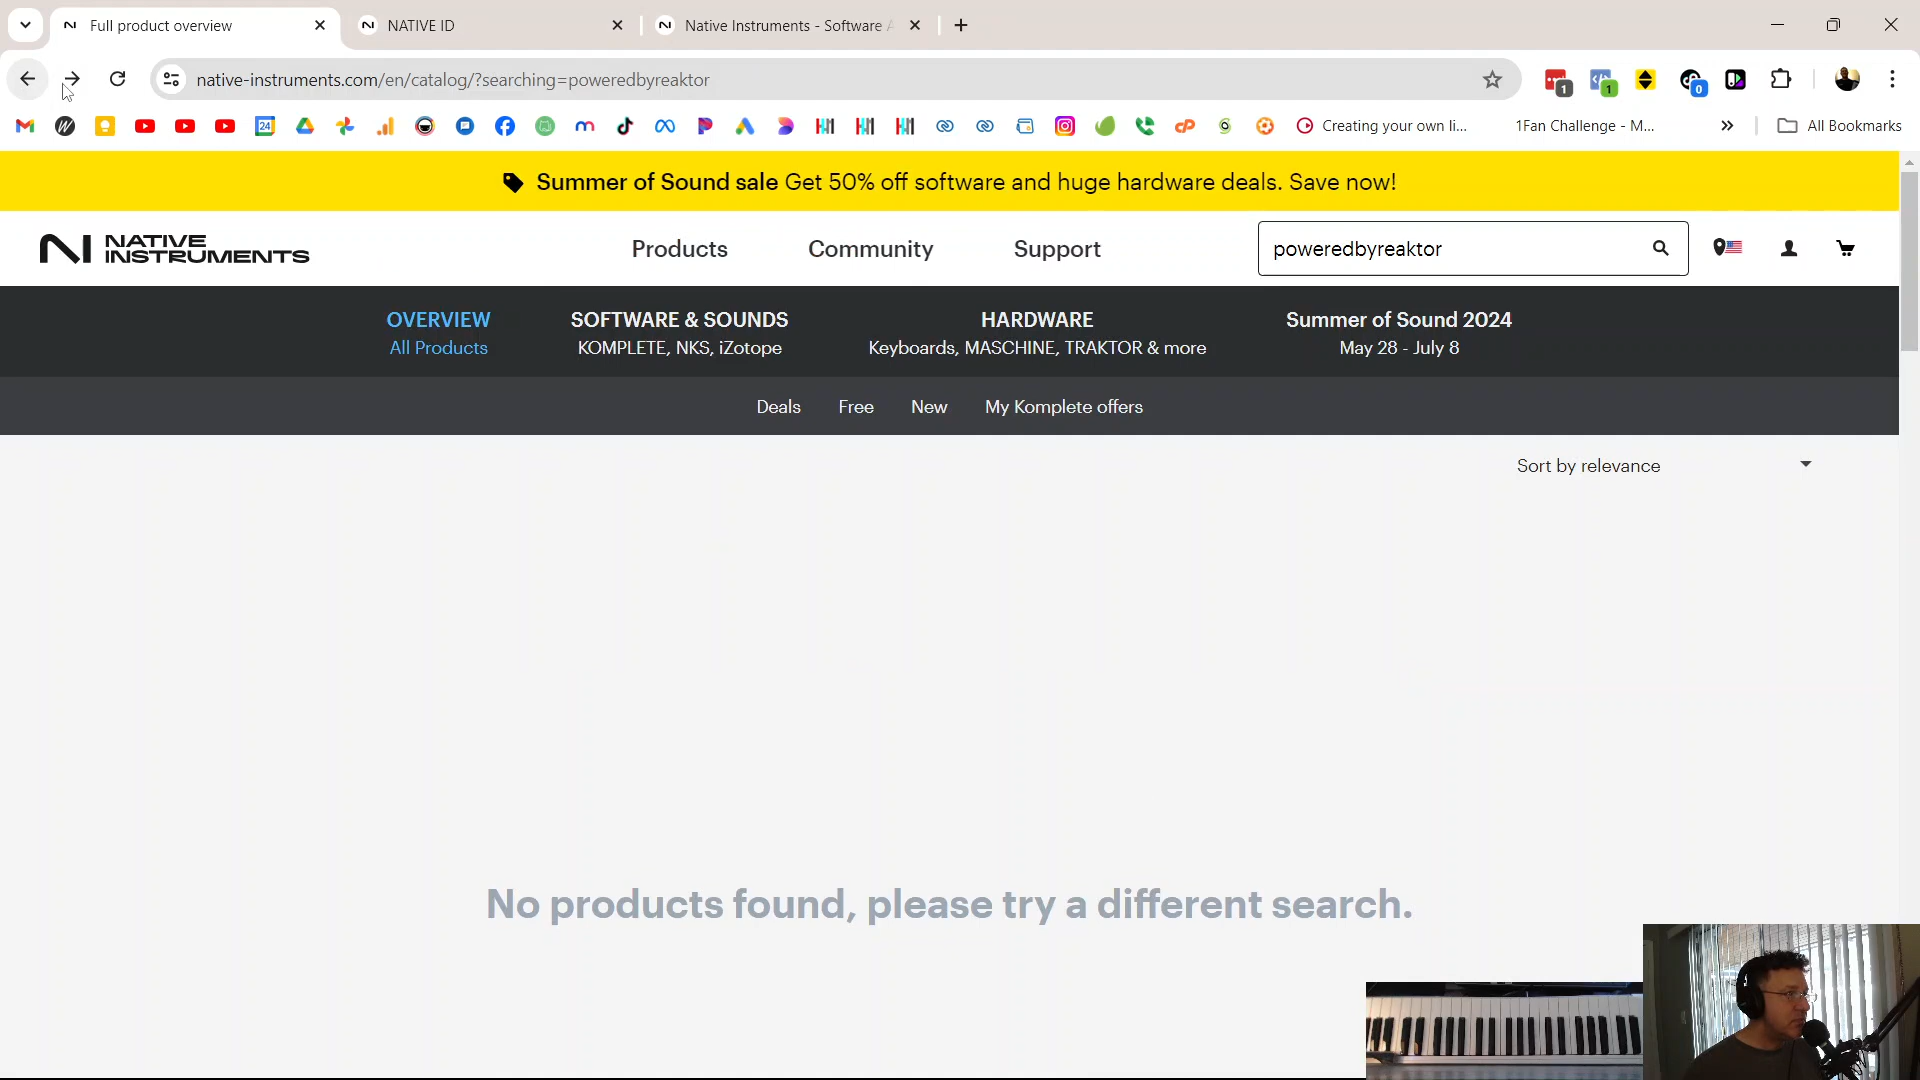 Full product overview
NATIVE ID
Native Instruments - Software A
native-instruments.com/en/catalog/?searching=poweredbyreaktor
1
1
0
24
Creating your own li...
1Fan Challenge - M...
All Bookmarks
Summer of Sound sale Get 50% off software and huge hardware deals. Save now!
NATIVE
INSTRUMENTS
Products
Community
Support
poweredbyreaktor
OVERVIEW
All Products
SOFTWARE & SOUNDS
KOMPLETE, NKS, iZotope
HARDWARE
Keyboards, MASCHINE, TRAKTOR & more
Summer of Sound 2024
May 28 - July 8
Deals
Free
New
My Komplete offers
Sort by relevance
No products found, please try a different search.